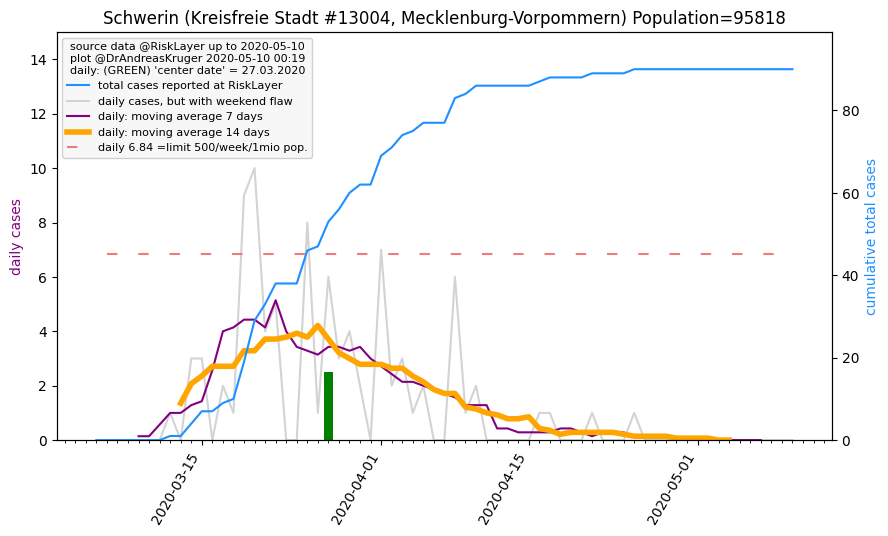 Schwerin (Kreisfreie Stadt #13004, Mecklenburg-Vorpommern) Population=95818
source data @RiskLayer up to 2020-05-10
plot @DrAndreasKruger 2020-05-10 00:19
daily: (GREEN) 'center date' = 27.03.2020
total cases reported at RiskLayer
daily cases, but with weekend flaw
daily: moving average 7 days
daily: moving average 14 days
daily 6.84 =limit 500/week/1mio pop.
daily cases
14
12
10
8
6
4
2
0
cumulative total cases
80
60
40
20
0
2020-03-15
2020-04-01
2020-04-15
2020-05-01